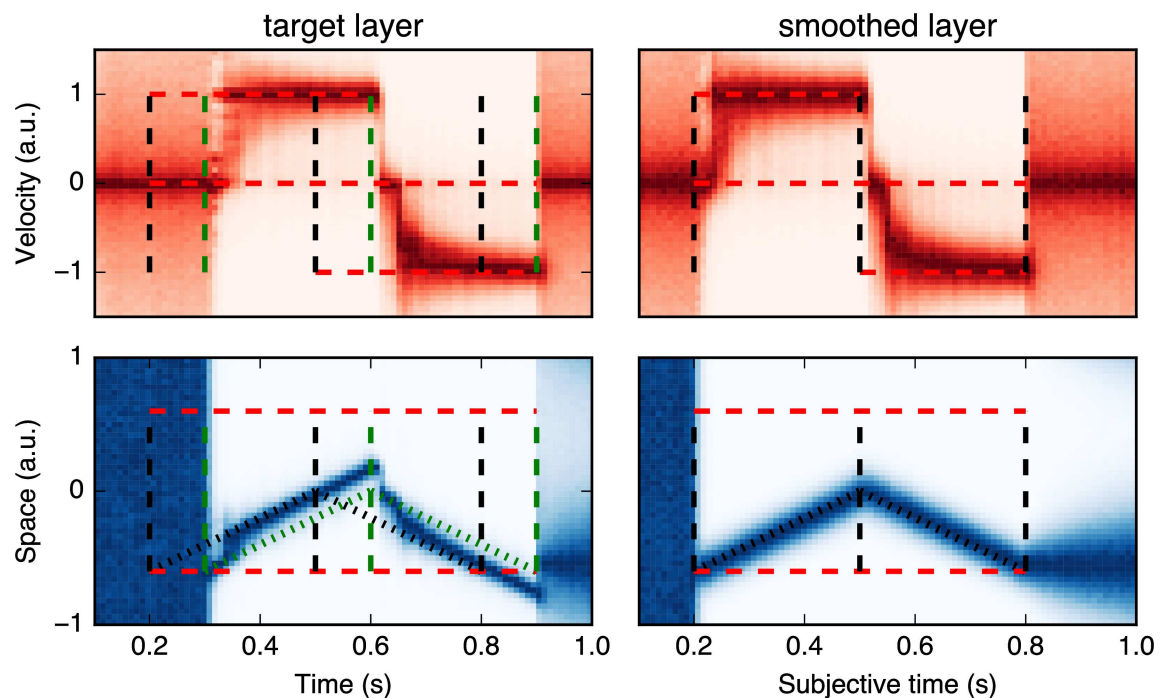 target layer
smoothed layer
Velocity (a.u.)
1
0
−1
Space (a.u.)
1
0
−1
0.2 0.4 0.6 0.8 1.0
0.2 0.4 0.6 0.8 1.0
Time (s)
Subjective time (s)